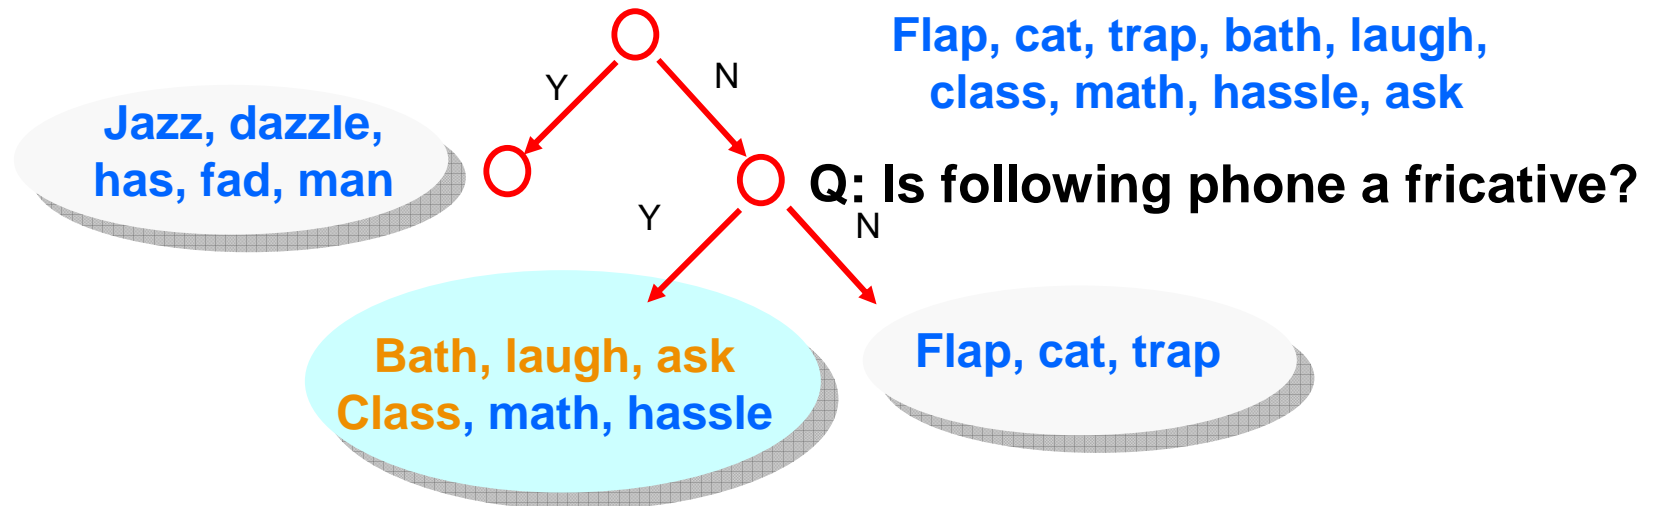 Flap, cat, trap, bath, laugh,
class, math, hassle, ask
Y
N
Jazz, dazzle,
has, fad, man
Q: Is following phone a fricative?
Y
N
Bath, laugh, ask
Class, math, hassle
Flap, cat, trap